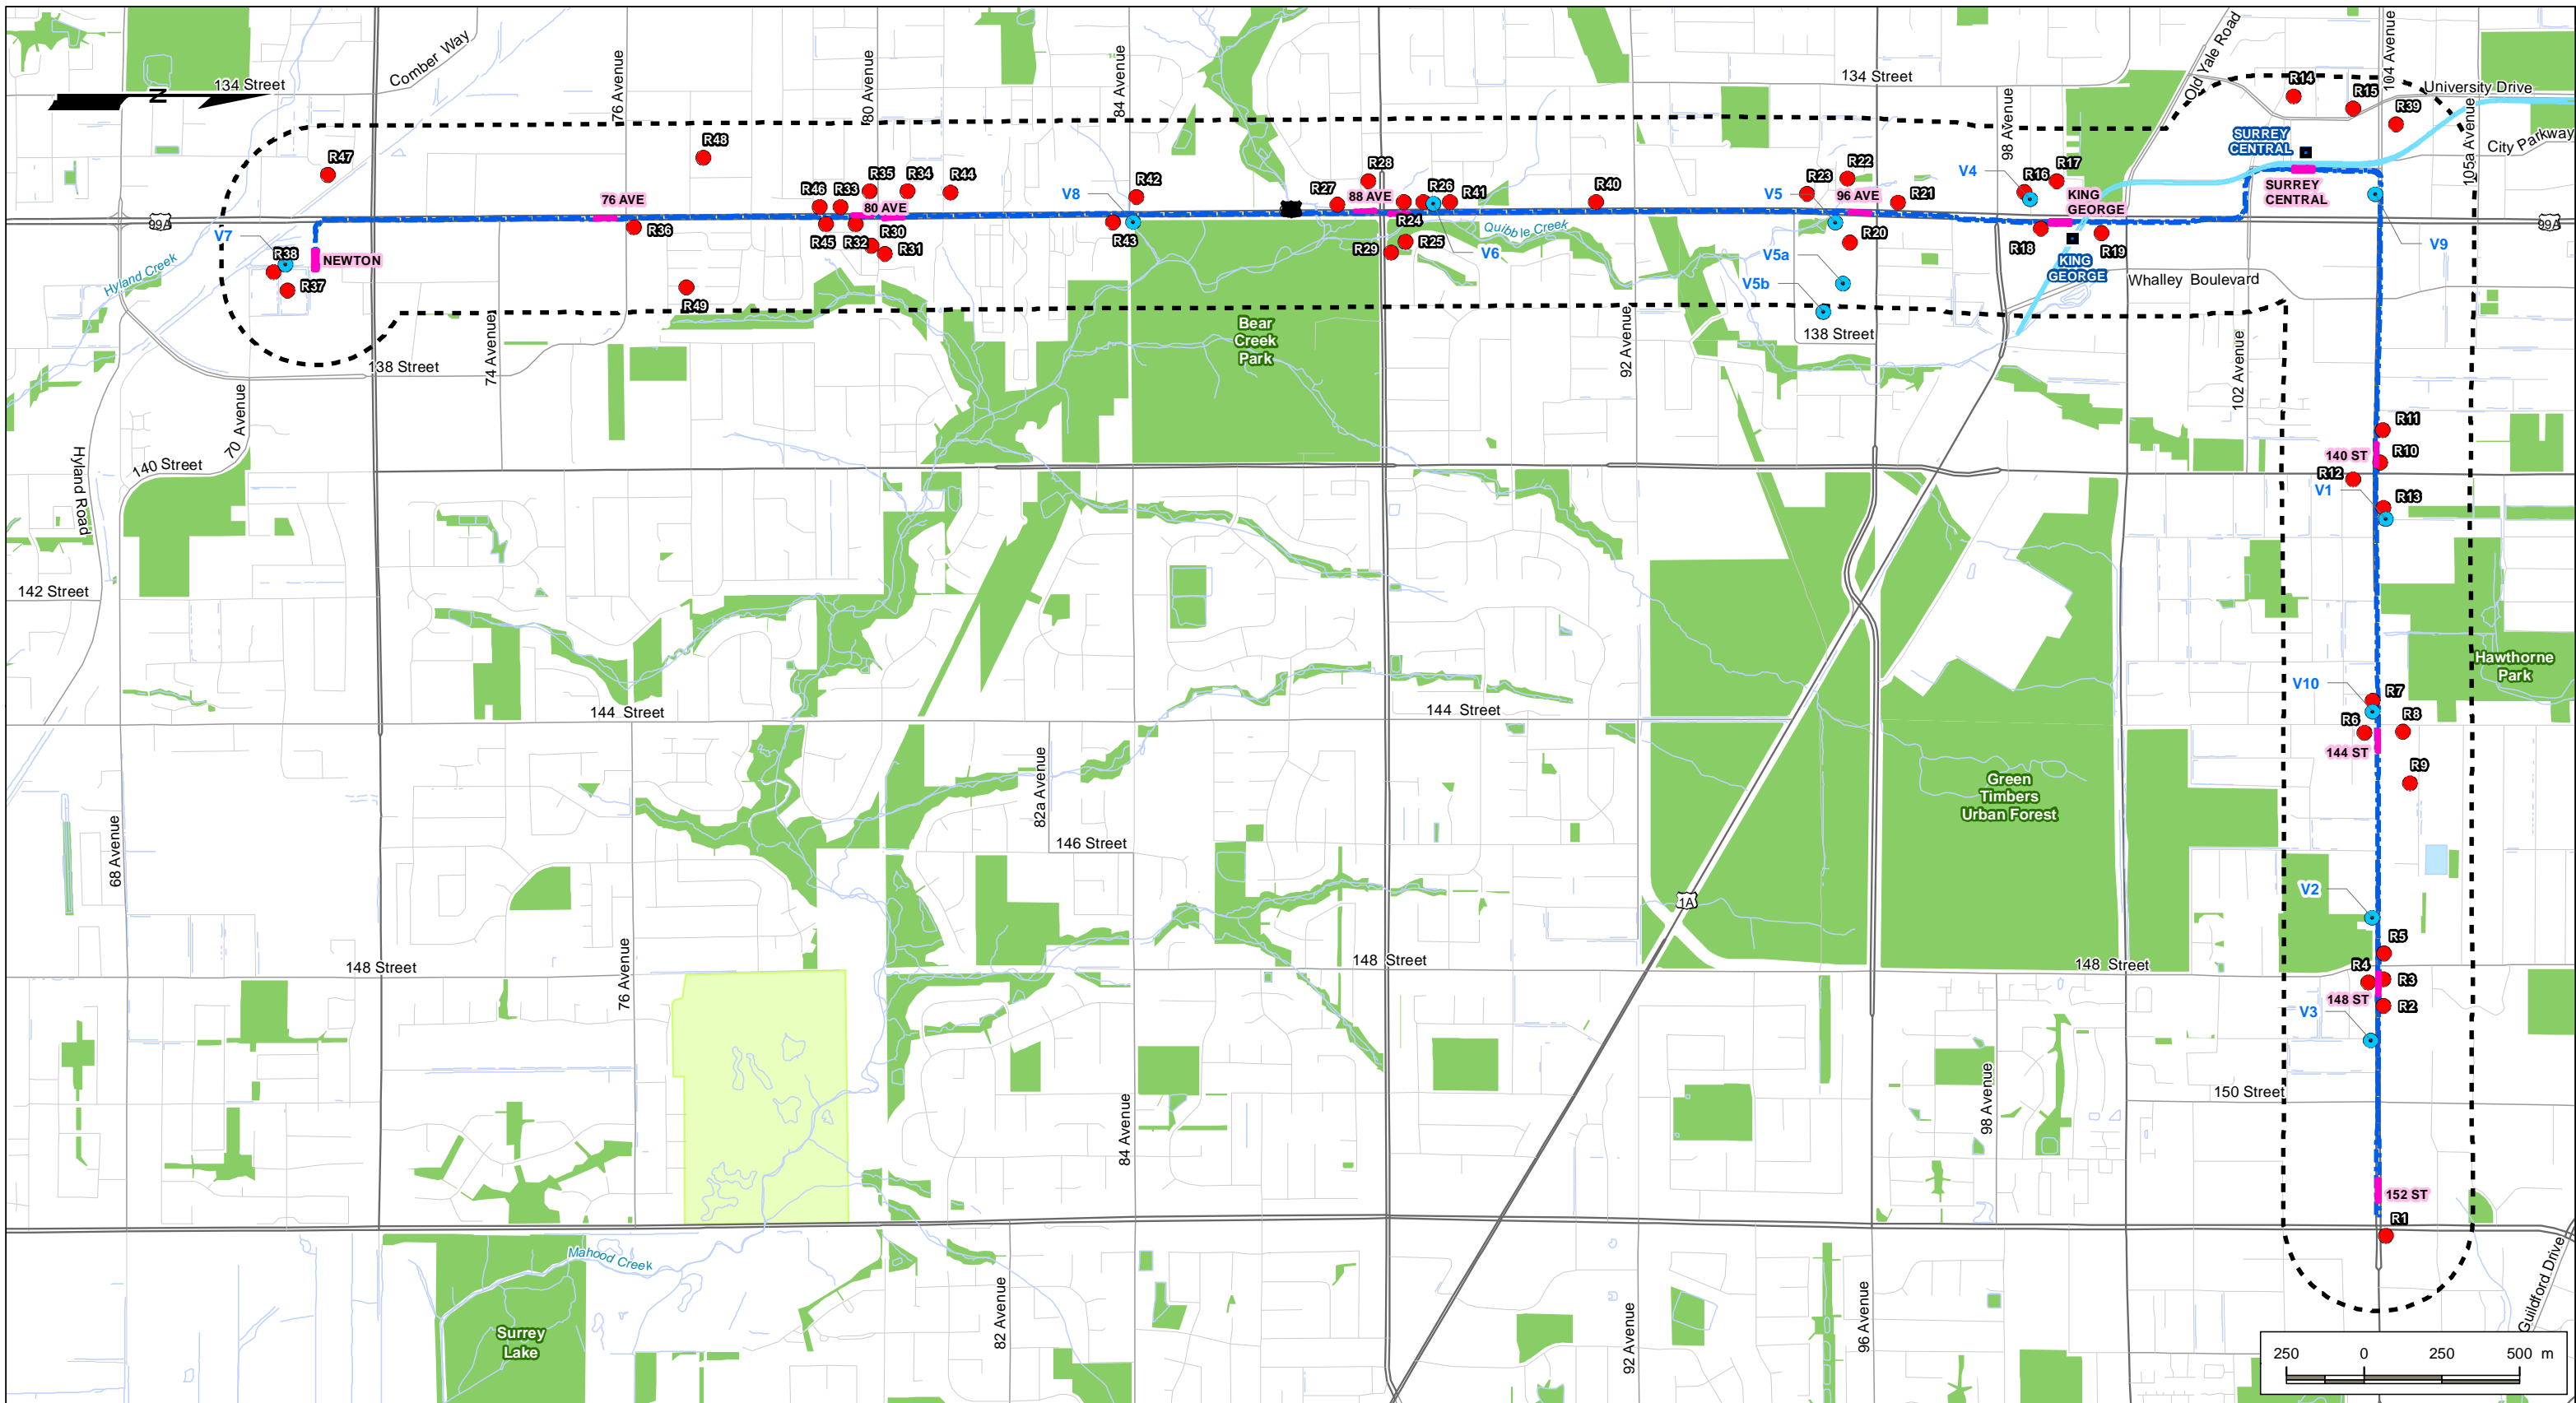 134 Street
Comber Way
76 Avenue
80 Avenue
84 Avenue
134 Street
98 Avenue
Old Yale Road
104 Avenue
University Drive
105a Avenue
City Parkway
N
R14
R15
R39
SURREY
CENTRAL
R47
R48
R35
R34
R44
R46
R33
76 AVE
80 AVE
V8
R42
R28
R27
88 AVE
R26
R41
R40
V5
R23
R22
96 AVE
R21
V4
R16
R17
KING
GEORGE
SURREY
CENTRAL
99A
99A
V7
R38
R37
NEWTON
Hyland Creek
R36
R45
R32
R30
R31
R43
R24
R29
R25
Quibble Creek
V6
V5a
V5b
R20
R18
R19
KING
GEORGE
V9
Whalley Boulevard
R49
138 Street
74 Avenue
138 Street
Bear
Creek
Park
92 Avenue
102 Avenue
70 Avenue
140 Street
Hyland Road
R11
140 ST
R10
R12
V1
R13
142 Street
Hawthorne
Park
V10
R7
R6
R8
144 ST
R9
144 Street
144 Street
82a Avenue
146 Street
68 Avenue
Green
Timbers
Urban Forest
1A
V2
R5
R4
R3
148 ST
R2
V3
148 Street
148 Street
148 Street
76 Avenue
84 Avenue
98 Avenue
150 Street
152 ST
R1
Mahood Creek
Surrey
Lake
82 Avenue
92 Avenue
96 Avenue
Guildford Drive
250 0 250 500 m